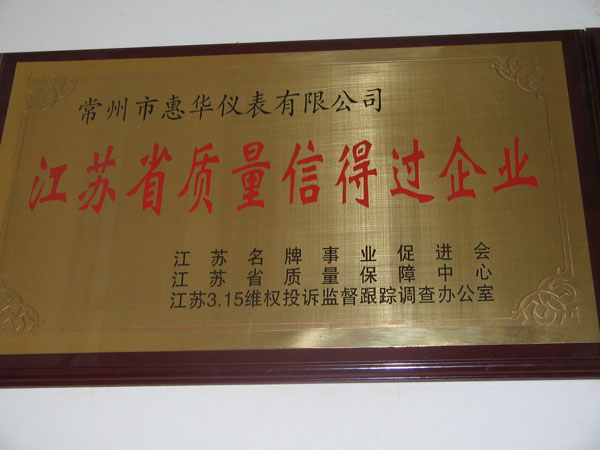 常州市惠华仪表有限公司
江苏省质量信得过企业
江苏名牌事业促进会
江苏省质量保障中心
江苏3.15维权投诉监督跟踪调查办公室